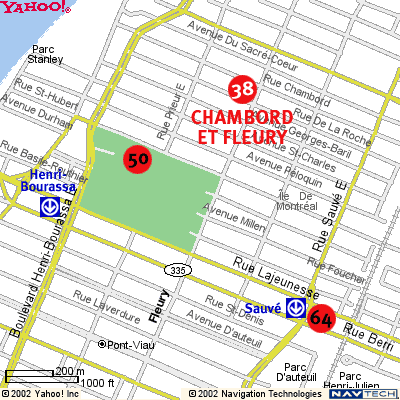 YAHOO!
Parc
Stanley
Avenue Du Sacré-Coeur
Rue St-Hubert
Avenue Durham
Rue Prieur E
38
Rue Chambord
CHAMBORD
ET FLEURY
Rue De La Roche
Avenue Georges-Baril
Rue St-Charles
Avenue Péloquin
50
Henri-
Bourassa
Île De
Montréal
Rue Sauvé E
Avenue Millen
Boulevard Henri-Bourassa E
335
Rue Lajeunesse
Rue Foucher
Fleury
Rue Laverdure
Rue St-Denis
Avenue D'auteuil
Sauvé
64
Rue Berri
Pont-Viau
Parc
D'auteuil
Parc
Henri-Julien
200 m
1000 ft
©2002 Yahoo! Inc
©2002 Navigation Technologies
NAVTECH